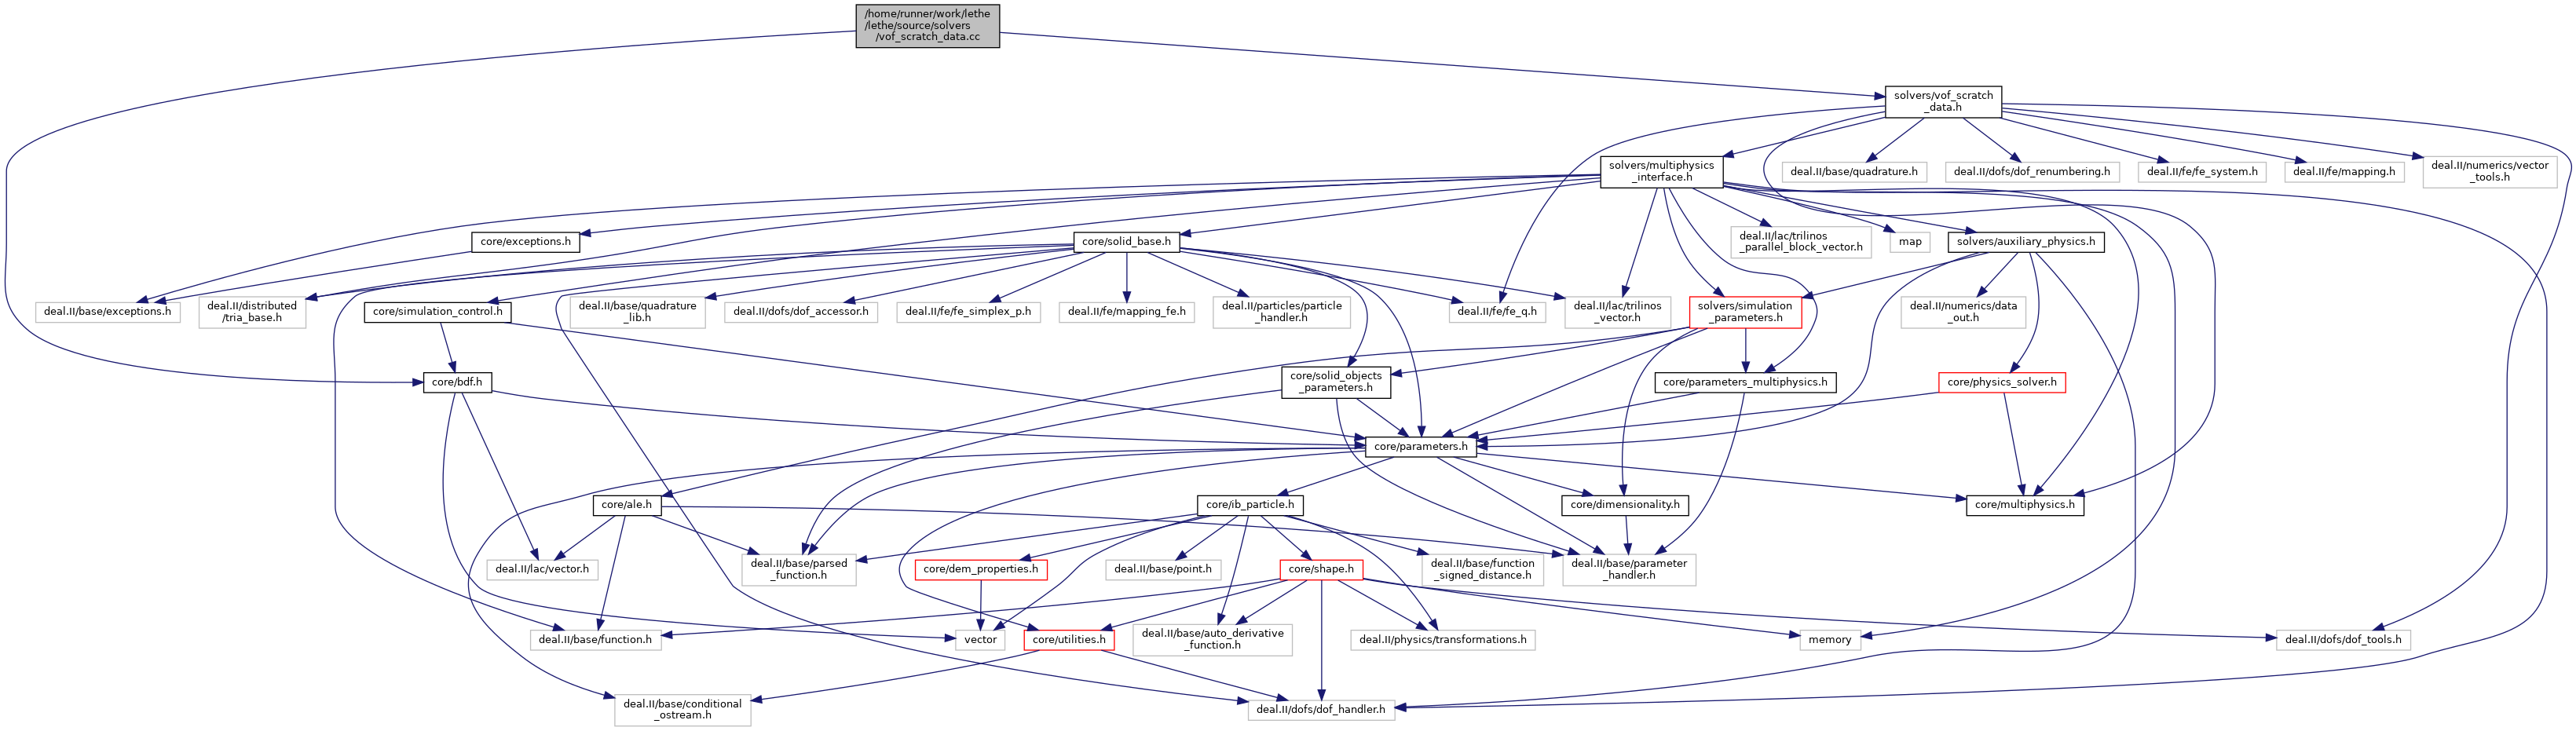 /home/runner/work/lethe
/lethe/source/solvers
/vof_scratch_data.cc
solvers/vof_scratch
_data.h
solvers/multiphysics
_interface.h
deal.II/base/quadrature.h
deal.II/dofs/dof_renumbering.h
deal.II/fe/fe_system.h
deal.II/fe/mapping.h
deal.II/numerics/vector
_tools.h
core/exceptions.h
core/solid_base.h
deal.II/lac/trilinos
_parallel_block_vector.h
map
solvers/auxiliary_physics.h
deal.II/base/exceptions.h
deal.II/distributed
/tria_base.h
core/simulation_control.h
deal.II/base/quadrature
_lib.h
deal.II/dofs/dof_accessor.h
deal.II/fe/fe_simplex_p.h
deal.II/fe/mapping_fe.h
deal.II/particles/particle
_handler.h
deal.II/fe/fe_q.h
deal.II/lac/trilinos
_vector.h
solvers/simulation
_parameters.h
deal.II/numerics/data
_out.h
core/bdf.h
core/solid_objects
_parameters.h
core/parameters_multiphysics.h
core/physics_solver.h
core/parameters.h
core/ale.h
core/ib_particle.h
core/dimensionality.h
core/multiphysics.h
deal.II/lac/vector.h
deal.II/base/parsed
_function.h
core/dem_properties.h
deal.II/base/point.h
core/shape.h
deal.II/base/function
_signed_distance.h
deal.II/base/parameter
_handler.h
deal.II/base/function.h
vector
core/utilities.h
deal.II/base/auto_derivative
_function.h
deal.II/physics/transformations.h
memory
deal.II/dofs/dof_tools.h
deal.II/base/conditional
_ostream.h
deal.II/dofs/dof_handler.h